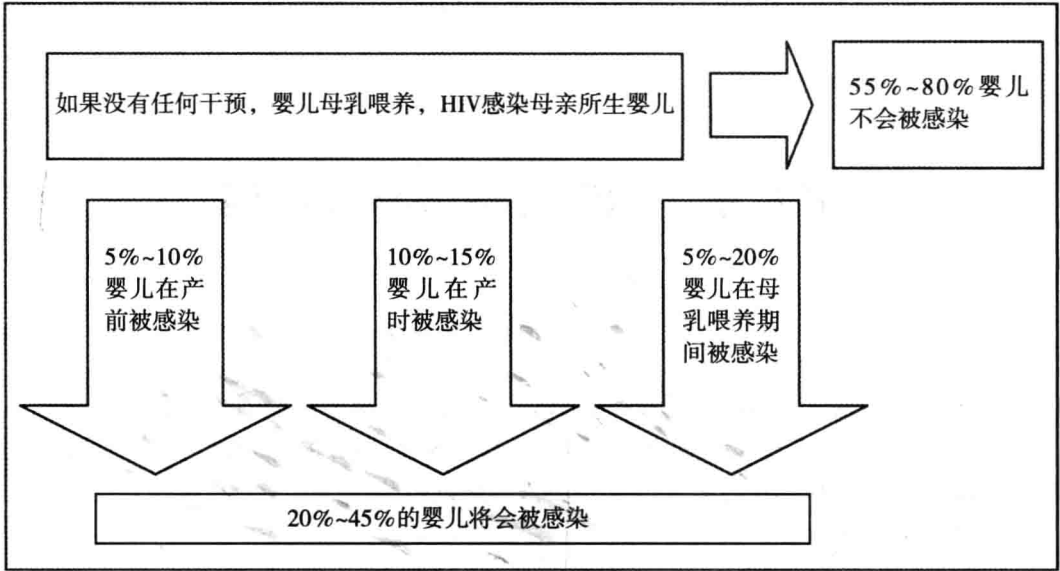 如果没有任何干预，婴儿母乳喂养，HIV感染母亲所生婴儿
55%~80%婴儿
不会被感染
5%~10%
婴儿在产
前被感染
10%~15%
婴儿在产
时被感染
5%~20%
婴儿在母
乳喂养期
间被感染
20%~45%的婴儿将会被感染